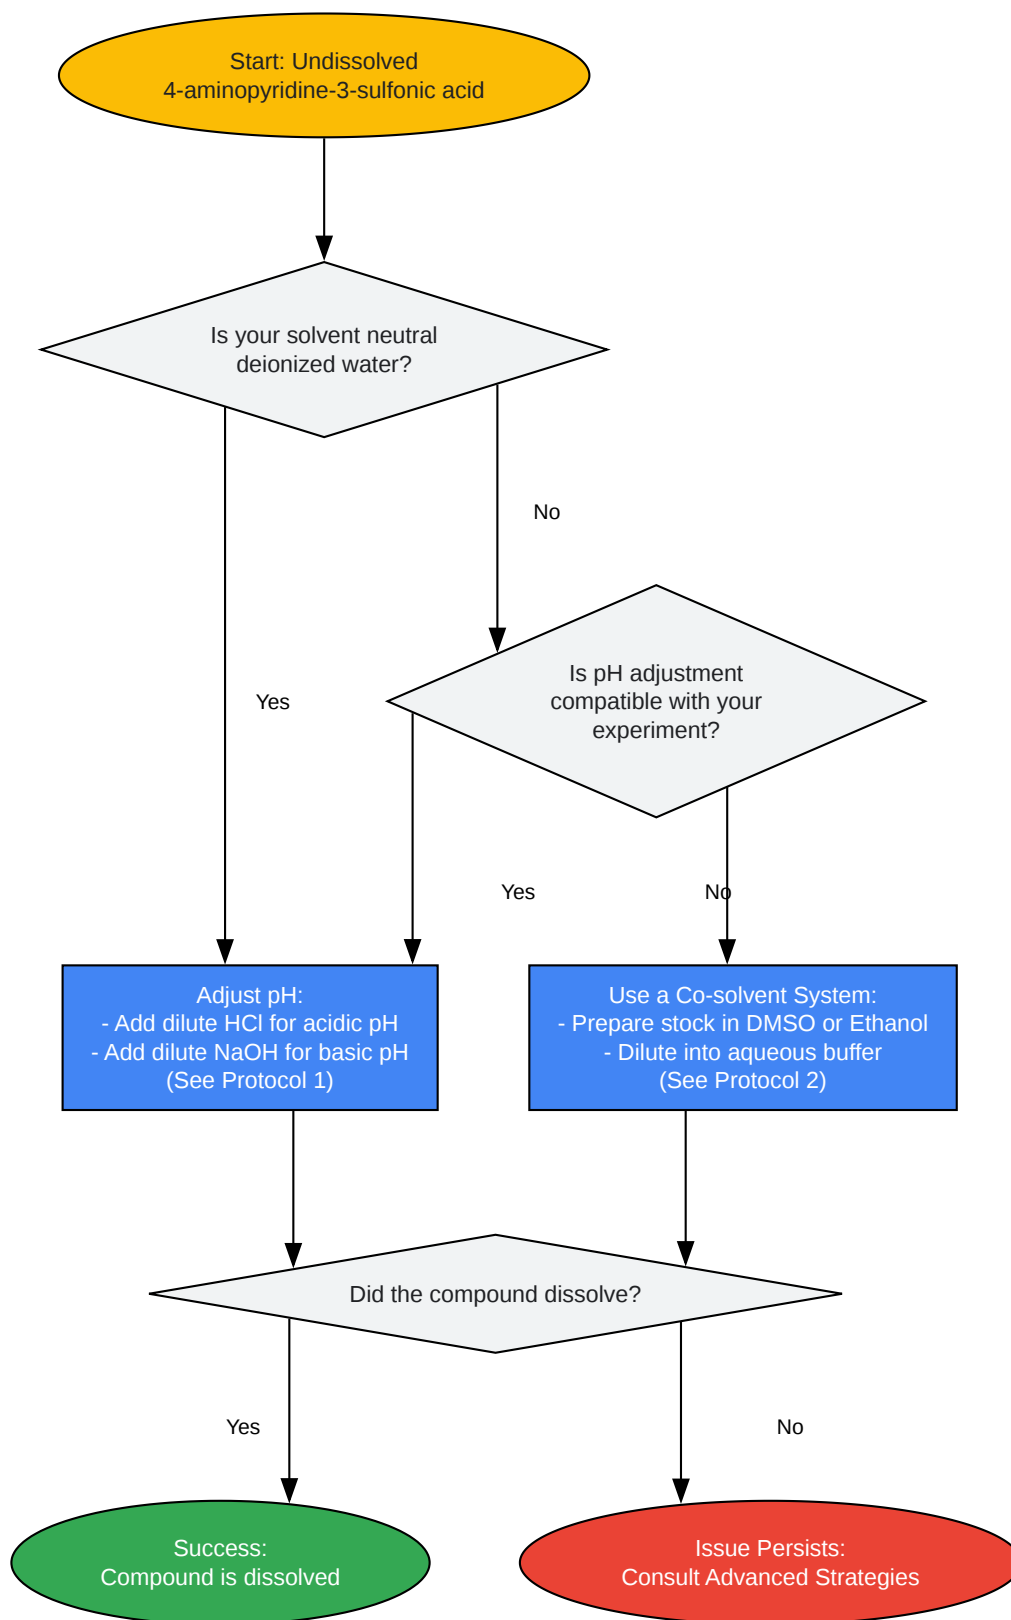 Start: Undissolved
4-aminopyridine-3-sulfonic acid
Is your solvent neutral
deionized water?
No
Is pH adjustment
compatible with your
experiment?
Yes
Yes
No
Adjust pH:
- Add dilute HCl for acidic pH
- Add dilute NaOH for basic pH
(See Protocol 1)
Use a Co-solvent System:
- Prepare stock in DMSO or Ethanol
- Dilute into aqueous buffer
(See Protocol 2)
Did the compound dissolve?
Yes
No
Success:
Compound is dissolved
Issue Persists:
Consult Advanced Strategies